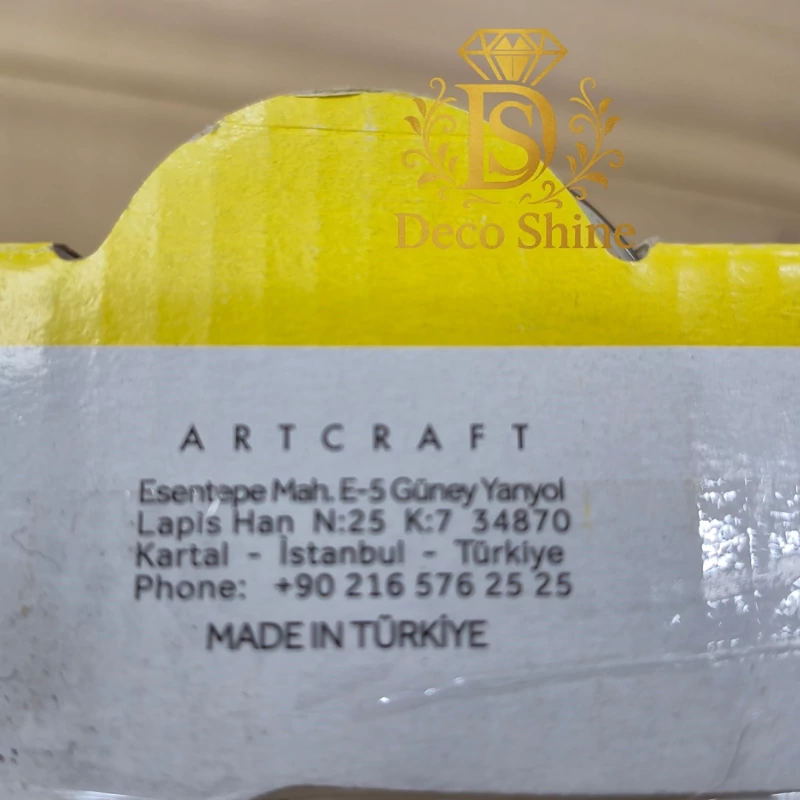 DS
Deco Shine
ARTCRAFT
Esentepe Mah. E-5 Güney Yanyol
Lapis Han N:25 K:7 34870
Kartal - İstanbul - Türkiye
Phone: +90 216 576 25 25
MADE IN TÜRKİYE